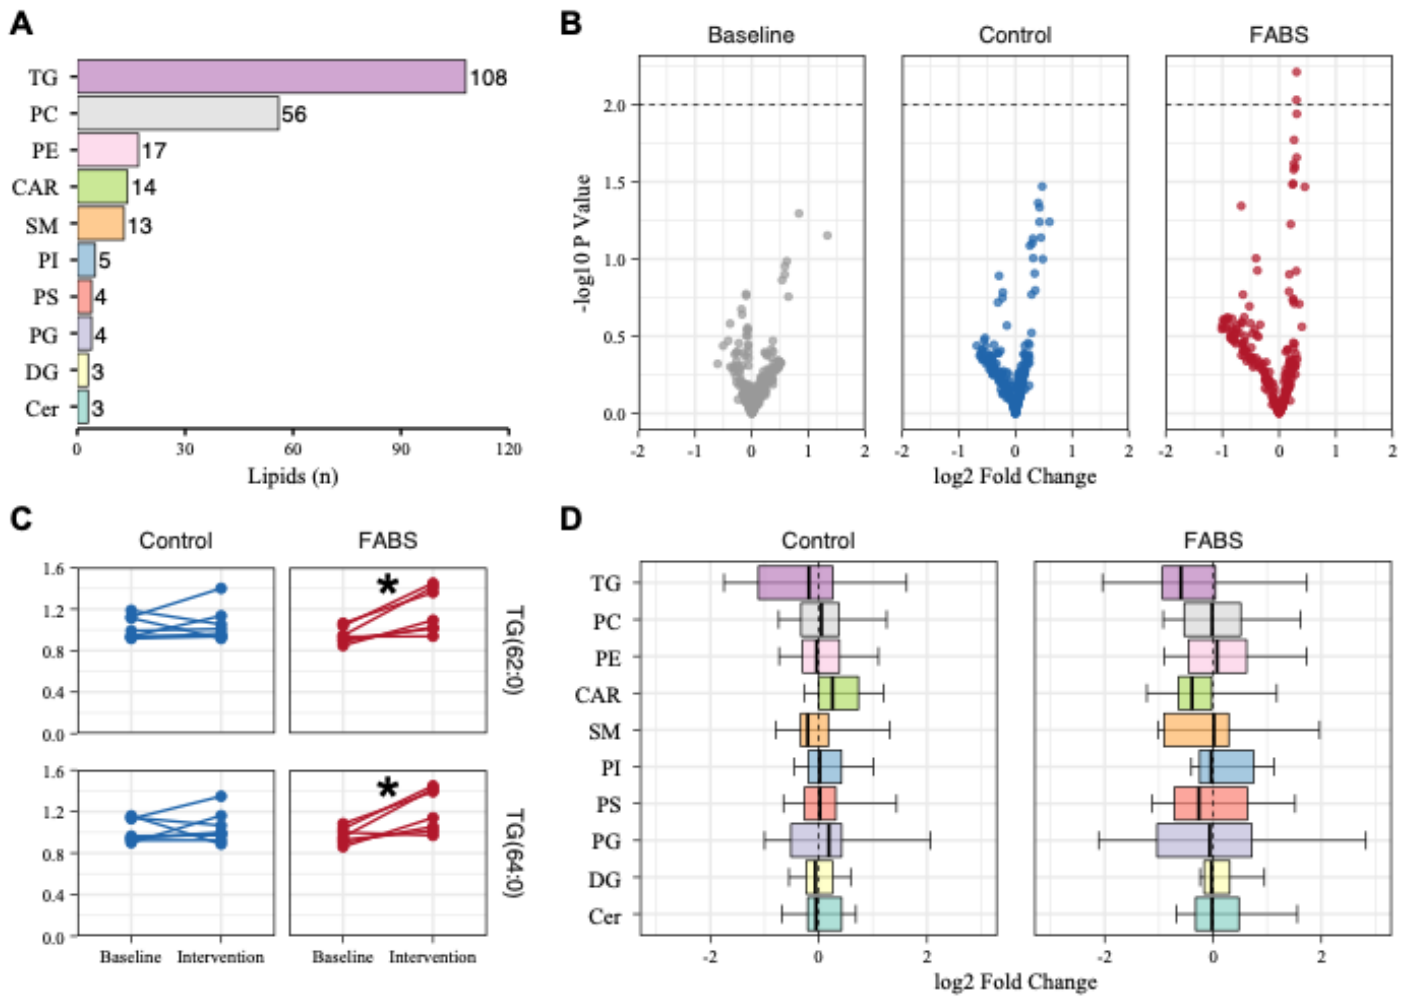 A
TG 108
PC 56
PE 17
CAR 14
SM 13
PI 5
PS 4
PG 4
DG 3
Cer 3
0 30 60 90 120
Lipids (n)
B
Baseline Control FABS
-log10 P Value
2.0
1.5
1.0
0.5
0.0
-2 -1 0 1 2 -2 -1 0 1 2 -2 -1 0 1 2
log2 Fold Change
C
Control FABS
1.6
1.2
0.8
0.4
0.0
*
TG(62:0)
1.6
1.2
0.8
0.4
0.0
*
TG(64:0)
Baseline Intervention Baseline Intervention
D
Control FABS
TG
PC
PE
CAR
SM
PI
PS
PG
DG
Cer
-2 0 2 -2 0 2
log2 Fold Change